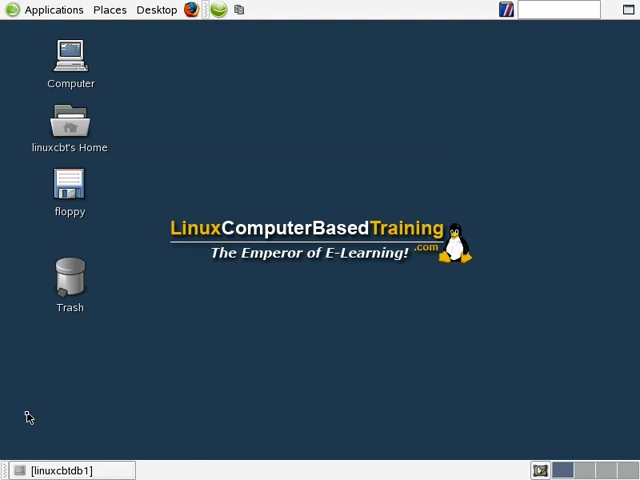 Applications Places Desktop
Computer
linuxcbt's Home
floppy
LinuxComputerBasedTraining
.com
The Emperor of E-Learning!
Trash
[linuxcbtdb1]